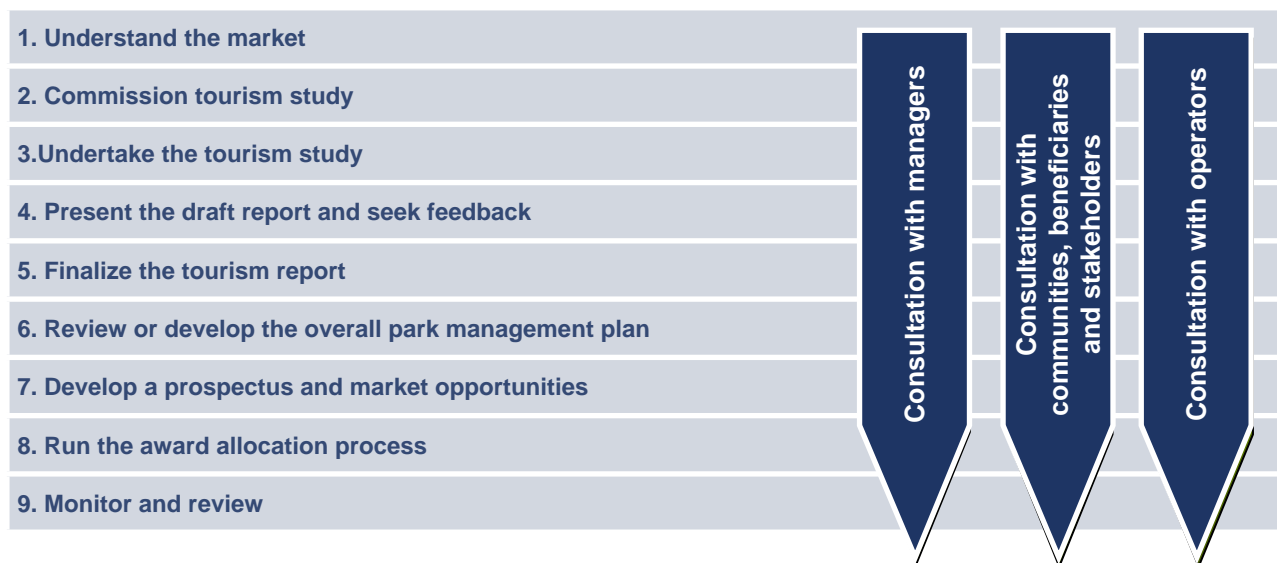 1. Understand the market
2. Commission tourism study
3.Undertake the tourism study
4. Present the draft report and seek feedback
5. Finalize the tourism report
6. Review or develop the overall park management plan
7. Develop a prospectus and market opportunities
8. Run the award allocation process
9. Monitor and review
Consultation with managers
Consultation with
communities, beneficiaries
and stakeholders
Consultation with operators